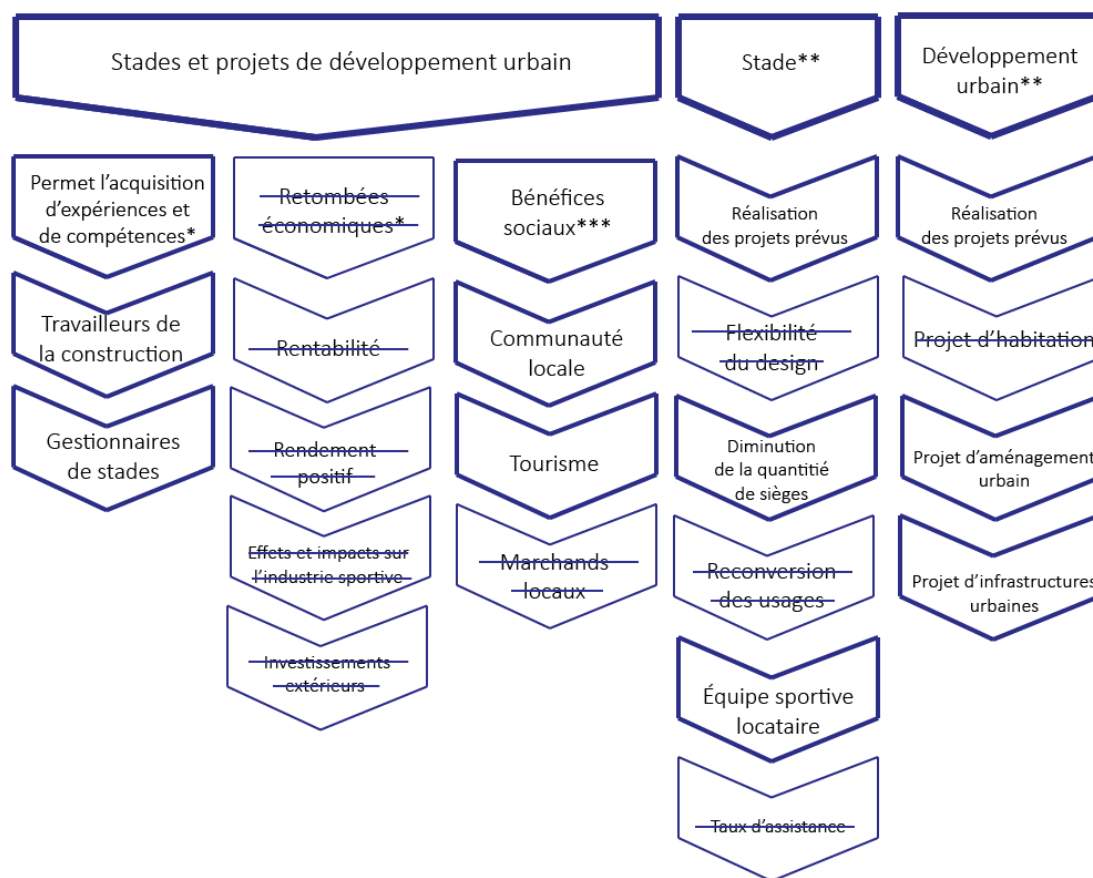 Stades et projets de développement urbain
Stade**
Développement
urbain**
Permet l'acquisition
d'expériences et
de compétences*
Travailleurs de
la construction
Gestionnaires
de stades
Retombées
économiques*
Rentabilité
Rendement
positif
Effets et impacts sur
l'industrie sportive
Investissements
extérieurs
Bénéfices
sociaux***
Communauté
locale
Tourisme
Marchands
locaux
Réalisation
des projets prévus
Flexibilité
du design
Diminution
de la quantité
de sièges
Reconversion
des usages
Équipe sportive
locataire
Taux d'assistance
Réalisation
des projets prévus
Projet d'habitation
Projet d'aménagement
urbain
Projet d'infrastructures
urbaines